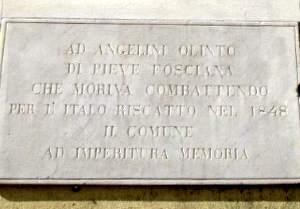 AD ANGELINI OLINTO
DI PIEVE FOSCIANA
CHE MORIVA COMBATTENDO
PER L'ITALO RISCATTO NEL 1848
IL COMUNE
AD IMPERITURA MEMORIA